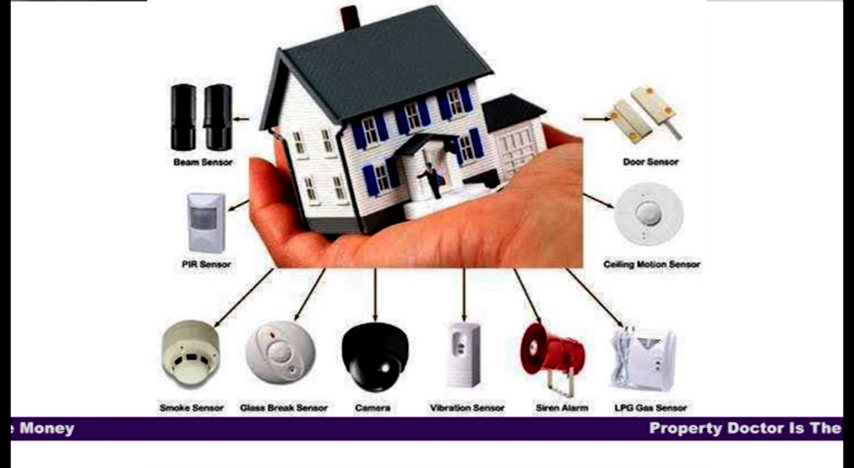 Beam Sensor
Door Sensor
PIR Sensor
Ceiling Motion Sensor
Smoke Sensor
Glass Break Sensor
Camera
Vibration Sensor
Siren Alarm
LPG Gas Sensor
Money
Property Doctor Is The